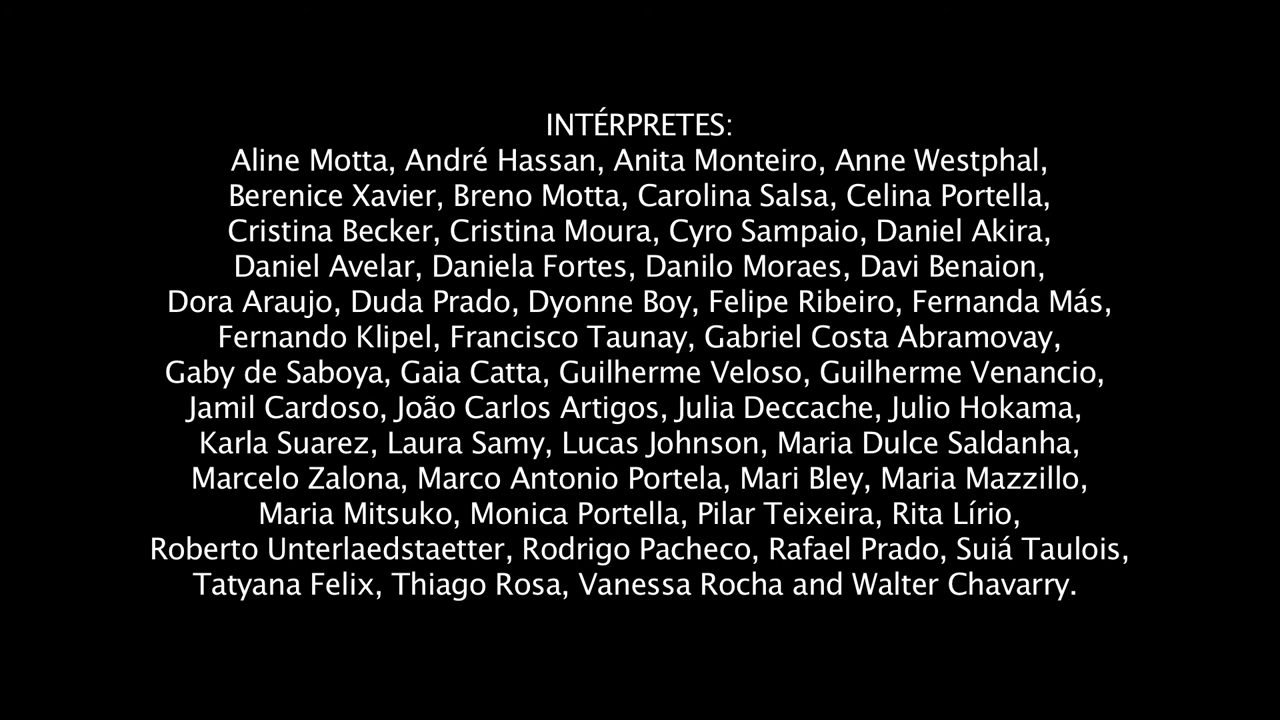 INTÉRPRETES:
Aline Motta, André Hassan, Anita Monteiro, Anne Westphal,
Berenice Xavier, Breno Motta, Carolina Salsa, Celina Portella,
Cristina Becker, Cristina Moura, Cyro Sampaio, Daniel Akira,
Daniel Avelar, Daniela Fortes, Danilo Moraes, Davi Benaion,
Dora Araujo, Duda Prado, Dyonne Boy, Felipe Ribeiro, Fernanda Más,
Fernando Klipel, Francisco Taunay, Gabriel Costa Abramovay,
Gaby de Saboya, Gaia Catta, Guilherme Veloso, Guilherme Venancio,
Jamil Cardoso, João Carlos Artigos, Julia Deccache, Julio Hokama,
Karla Suarez, Laura Samy, Lucas Johnson, Maria Dulce Saldanha,
Marcelo Zalona, Marco Antonio Portela, Mari Bley, Maria Mazzillo,
Maria Mitsuko, Monica Portella, Pilar Teixeira, Rita Lírio,
Roberto Unterlaedstaetter, Rodrigo Pacheco, Rafael Prado, Suiá Taulois,
Tatyana Felix, Thiago Rosa, Vanessa Rocha and Walter Chavarry.